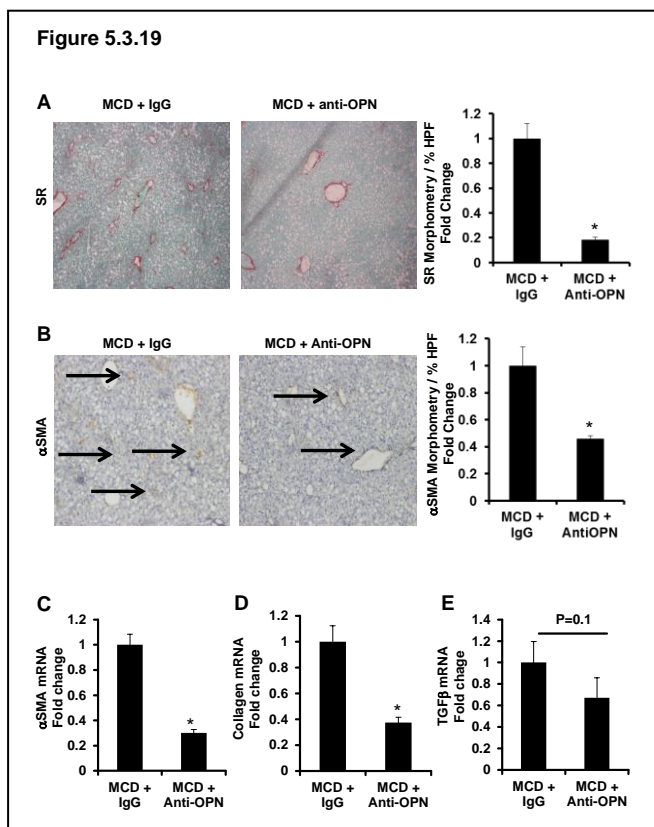 Figure 5.3.19
A
MCD + IgG
MCD + anti-OPN
SR
SR Morphometry / % HPF
Fold Change
1.2
1
0.8
0.6
0.4
0.2
0
*
MCD +
IgG
MCD +
Anti-OPN
B
MCD + IgG
MCD + Anti-OPN
αSMA
αSMA Morphometry / % HPF
Fold Change
1.2
1
0.8
0.6
0.4
0.2
0
*
MCD +
IgG
MCD +
AntiOPN
C
αSMA mRNA
Fold change
1.2
1
0.8
0.6
0.4
0.2
0
*
MCD +
IgG
MCD +
Anti-OPN
D
Collagen mRNA
Fold change
1.2
1
0.8
0.6
0.4
0.2
0
*
MCD +
IgG
MCD +
Anti-OPN
E
TGFβ mRNA
Fold chage
1.4
1.2
1
0.8
0.6
0.4
0.2
0
P=0.1
MCD +
IgG
MCD +
Anti-OPN